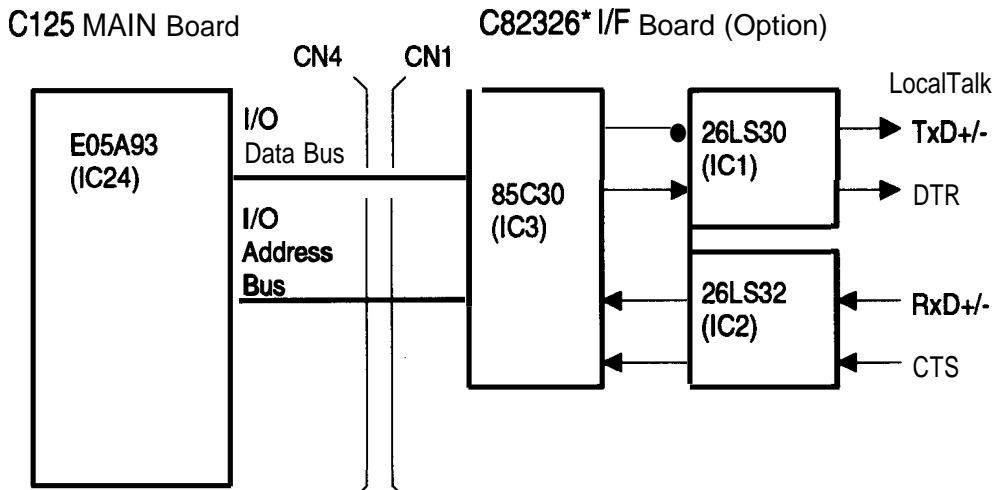 C125 MAIN Board
C82326* I/F Board (Option)
CN4
CN1
LocalTalk
E05A93
(IC24)
I/O
Data Bus
I/O
Address
Bus
85C30
(IC3)
26LS30
(IC1)
TxD+/-
DTR
26LS32
(IC2)
RxD+/-
CTS